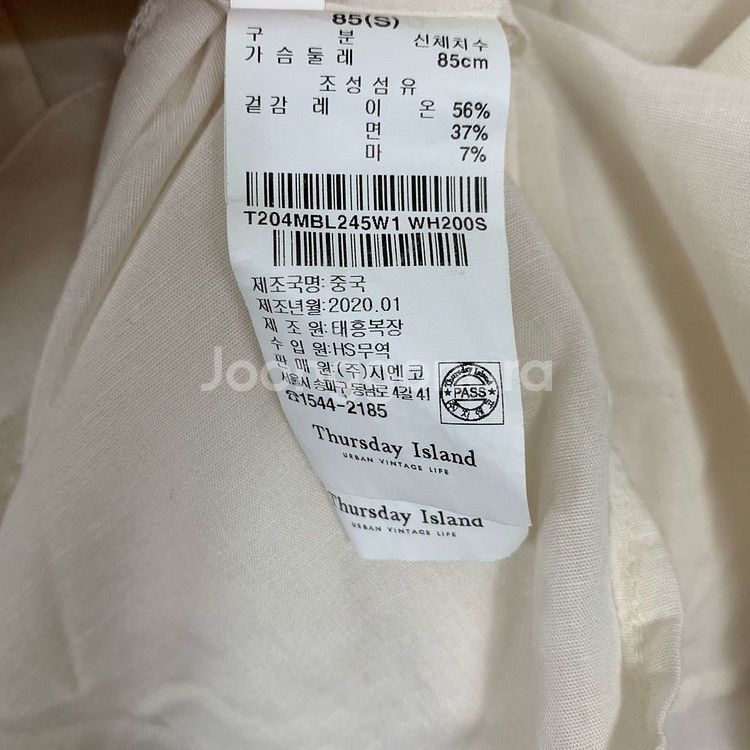 85(S)
구 분 신체치수
가슴둘레 85cm
조성섬유
겉감 레 이 온 56%
면 37%
마 7%
T204MBL245W1 WH200S
제조국명: 중국
제조년월: 2020.01
제 조 원: 태흥복장
수 입 원: HS무역
판 매 원: (주)지엔코
서울시 송파구 동남로 4길 41
☎1544-2185
Thursday Island
PASS
Thursday Island
URBAN VINTAGE LIFE
Thursday Island
URBAN VINTAGE LIFE